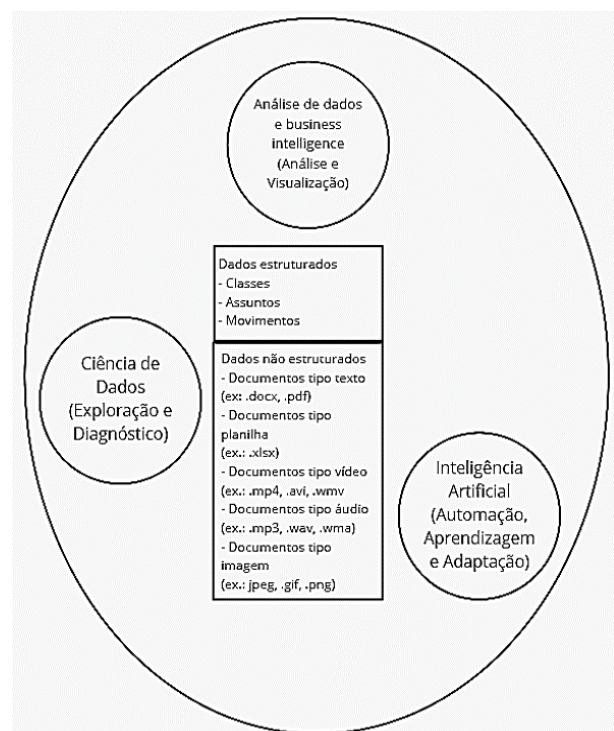 Análise de dados
e business
intelligence
(Análise e
Visualização)
Dados estruturados
- Classes
- Assuntos
- Movimentos
Ciência de
Dados
(Exploração e
Diagnóstico)
Dados não estruturados
- Documentos tipo texto
(ex: .docx, .pdf)
- Documentos tipo
planilha
(ex.: .xlsx)
- Documentos tipo vídeo
(ex.: .mp4, .avi, .wmv
- Documentos tipo áudio
(ex.: .mp3, .wav, .wma)
- Documentos tipo
imagem
(ex.: jpeg, .gif, .png)
Inteligência
Artificial
(Automação,
Aprendizagem
e Adaptação)